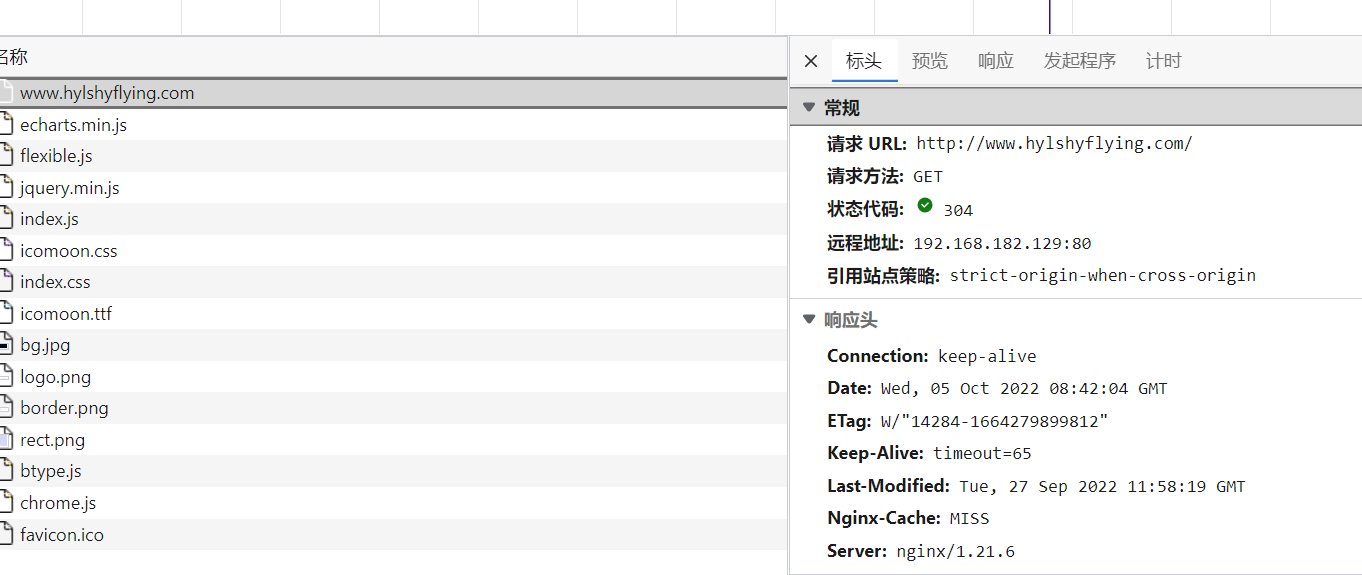 名称
www.hylshyflying.com
echarts.min.js
flexible.js
jquery.min.js
index.js
icomoon.css
index.css
icomoon.ttf
bg.jpg
logo.png
border.png
rect.png
btype.js
chrome.js
favicon.ico
标头 预览 响应 发起程序 计时
常规
请求 URL: http://www.hylshyflying.com/
请求方法: GET
状态代码: 304
远程地址: 192.168.182.129:80
引用站点策略: strict-origin-when-cross-origin
响应头
Connection: keep-alive
Date: Wed, 05 Oct 2022 08:42:04 GMT
ETag: W/"14284-1664279899812"
Keep-Alive: timeout=65
Last-Modified: Tue, 27 Sep 2022 11:58:19 GMT
Nginx-Cache: MISS
Server: nginx/1.21.6